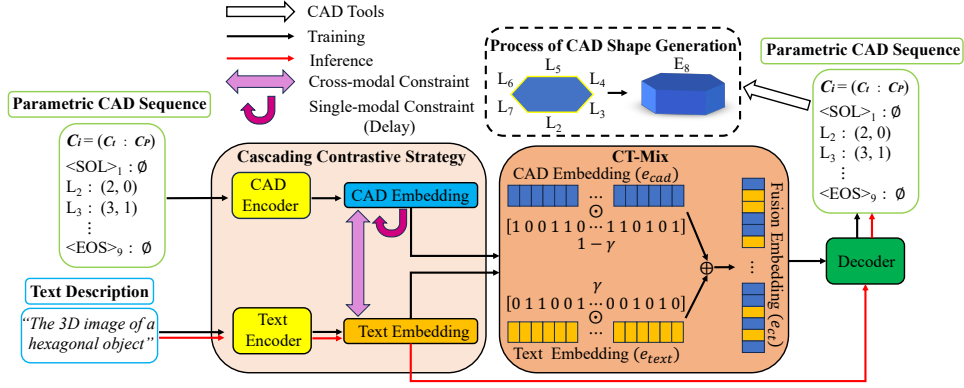 CAD Tools
Training
Inference
Cross-modal Constraint
Single-modal Constraint
(Delay)
Process of CAD Shape Generation
L₅
L₆
L₄
L₇
L₃
L₂
E₈
Parametric CAD Sequence
Cᵢ = (Cₜ : Cₚ)
<SOL>₁ : ∅
L₂ : (2, 0)
L₃ : (3, 1)
⋮
<EOS>₉ : ∅
Parametric CAD Sequence
Cᵢ = (Cₜ : Cₚ)
<SOL>₁ : ∅
L₂ : (2, 0)
L₃ : (3, 1)
⋮
<EOS>₉ : ∅
Text Description
“The 3D image of a
hexagonal object”
Cascading Contrastive Strategy
CAD
Encoder
CAD Embedding
Text
Encoder
Text Embedding
CT-Mix
CAD Embedding (e_cad)
···
⊙
[1 0 0 1 1 0 ··· 1 1 0 1 0 1]
1 − γ
⊕
γ
[0 1 1 0 0 1 ··· 0 0 1 0 1 0]
⊙
···
Text Embedding (e_text)
Fusion Embedding (e_ct)
···
Decoder